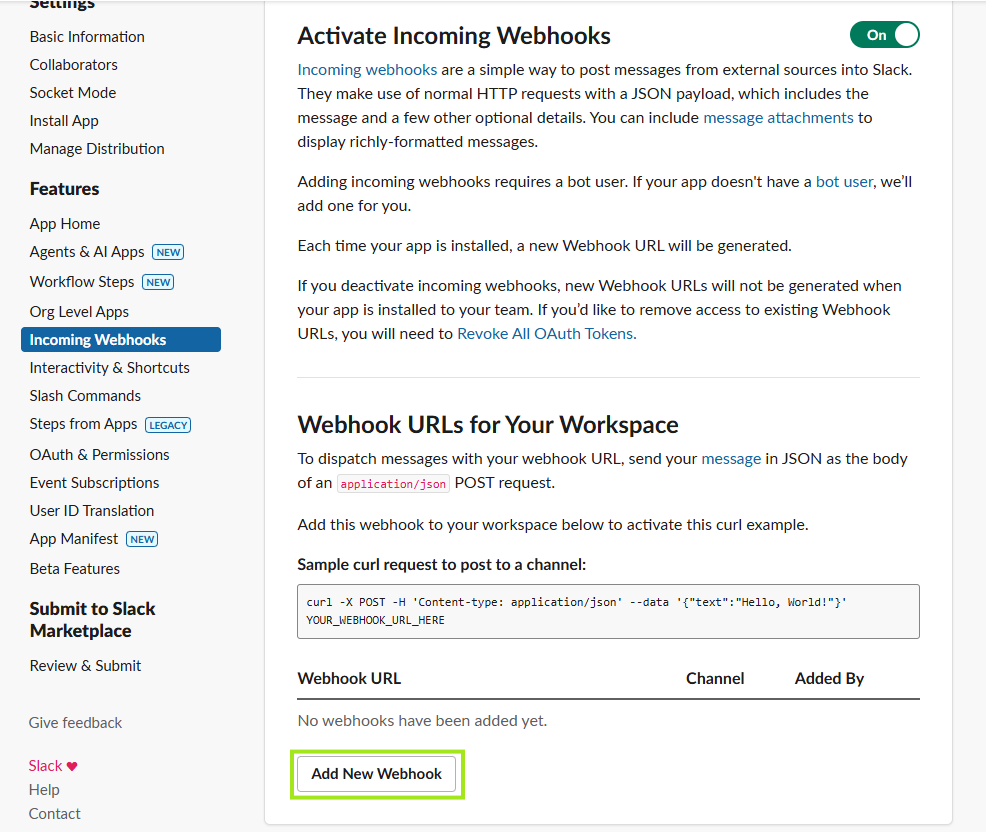 Settings
Basic Information
Collaborators
Socket Mode
Install App
Manage Distribution
Features
App Home
Agents & AI Apps NEW
Workflow Steps NEW
Org Level Apps
Incoming Webhooks
Interactivity & Shortcuts
Slash Commands
Steps from Apps LEGACY
OAuth & Permissions
Event Subscriptions
User ID Translation
App Manifest NEW
Beta Features
Submit to Slack
Marketplace
Review & Submit
Give feedback
Slack ♥
Help
Contact
Activate Incoming Webhooks
On
Incoming webhooks are a simple way to post messages from external sources into Slack.
They make use of normal HTTP requests with a JSON payload, which includes the
message and a few other optional details. You can include message attachments to
display richly-formatted messages.
Adding incoming webhooks requires a bot user. If your app doesn't have a bot user, we’ll
add one for you.
Each time your app is installed, a new Webhook URL will be generated.
If you deactivate incoming webhooks, new Webhook URLs will not be generated when
your app is installed to your team. If you’d like to remove access to existing Webhook
URLs, you will need to Revoke All OAuth Tokens.
Webhook URLs for Your Workspace
To dispatch messages with your webhook URL, send your message in JSON as the body
of an application/json POST request.
Add this webhook to your workspace below to activate this curl example.
Sample curl request to post to a channel:
curl -X POST -H 'Content-type: application/json' --data '{"text":"Hello, World!"}'
YOUR_WEBHOOK_URL_HERE
Webhook URL Channel Added By
No webhooks have been added yet.
Add New Webhook